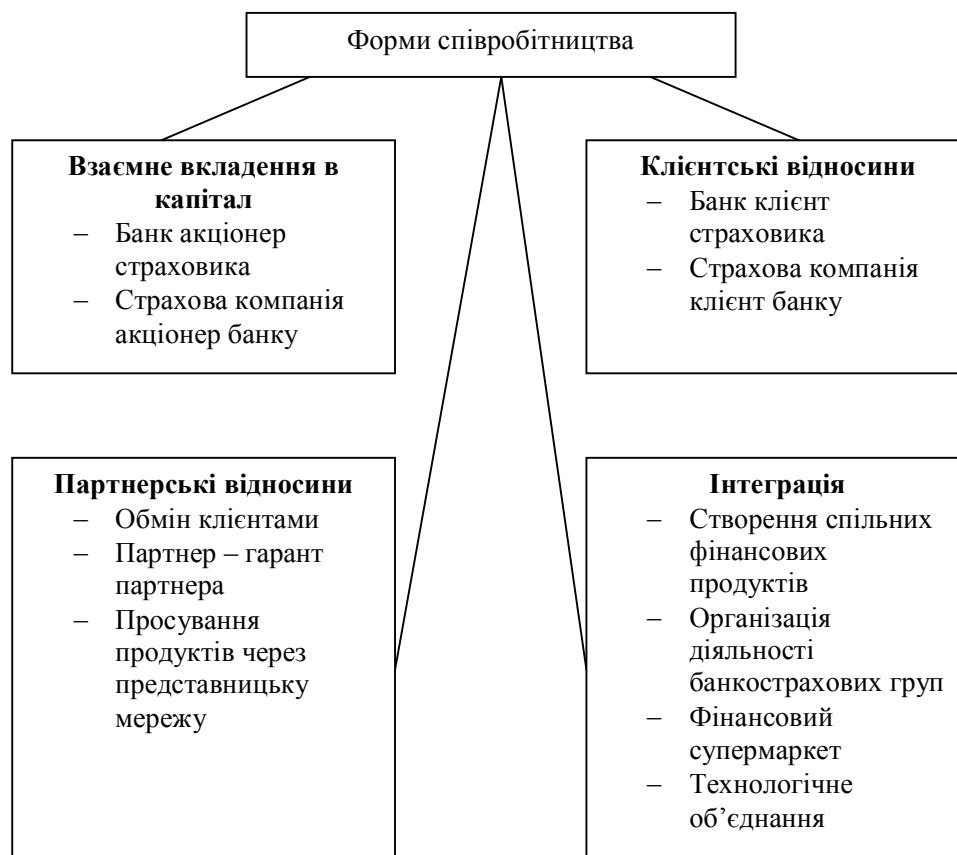 Форми співробітництва
Взаємне вкладення в
капітал
– Банк акціонер
страховика
– Страхова компанія
акціонер банку
Клієнтські відносини
– Банк клієнт
страховика
– Страхова компанія
клієнт банку
Партнерські відносини
– Обмін клієнтами
– Партнер – гарант
партнера
– Просування
продуктів через
представницьку
мережу
Інтеграція
– Створення спільних
фінансових
продуктів
– Організація
діяльності
банкострахових груп
– Фінансовий
супермаркет
– Технологічне
об’єднання